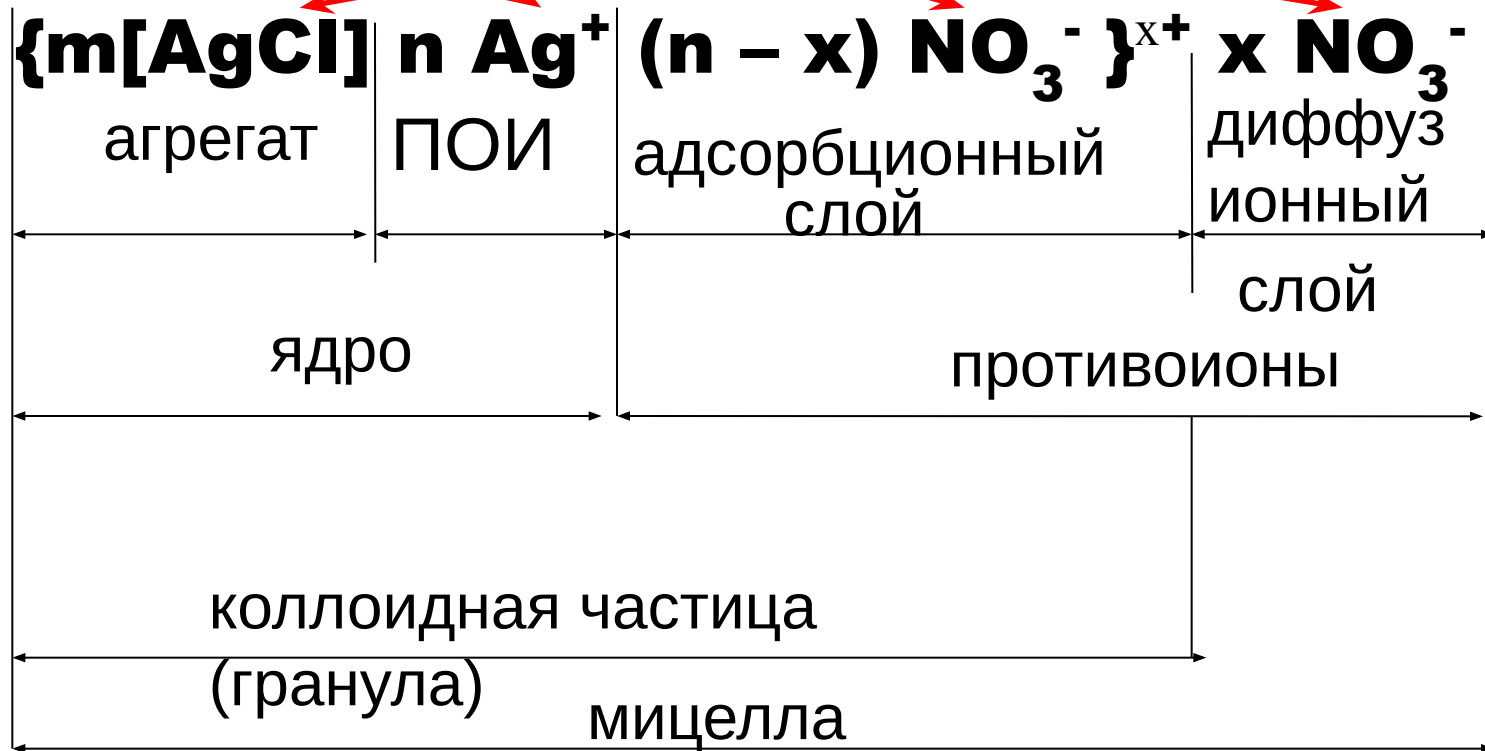 {m[AgCl] n Ag⁺ (n – x) NO₃⁻ }ˣ⁺ x NO₃⁻
агрегат ПОИ адсорбционный слой
диффуз
ионный
слой
ядро
противоионы
коллоидная частица
(гранула)
мицелла